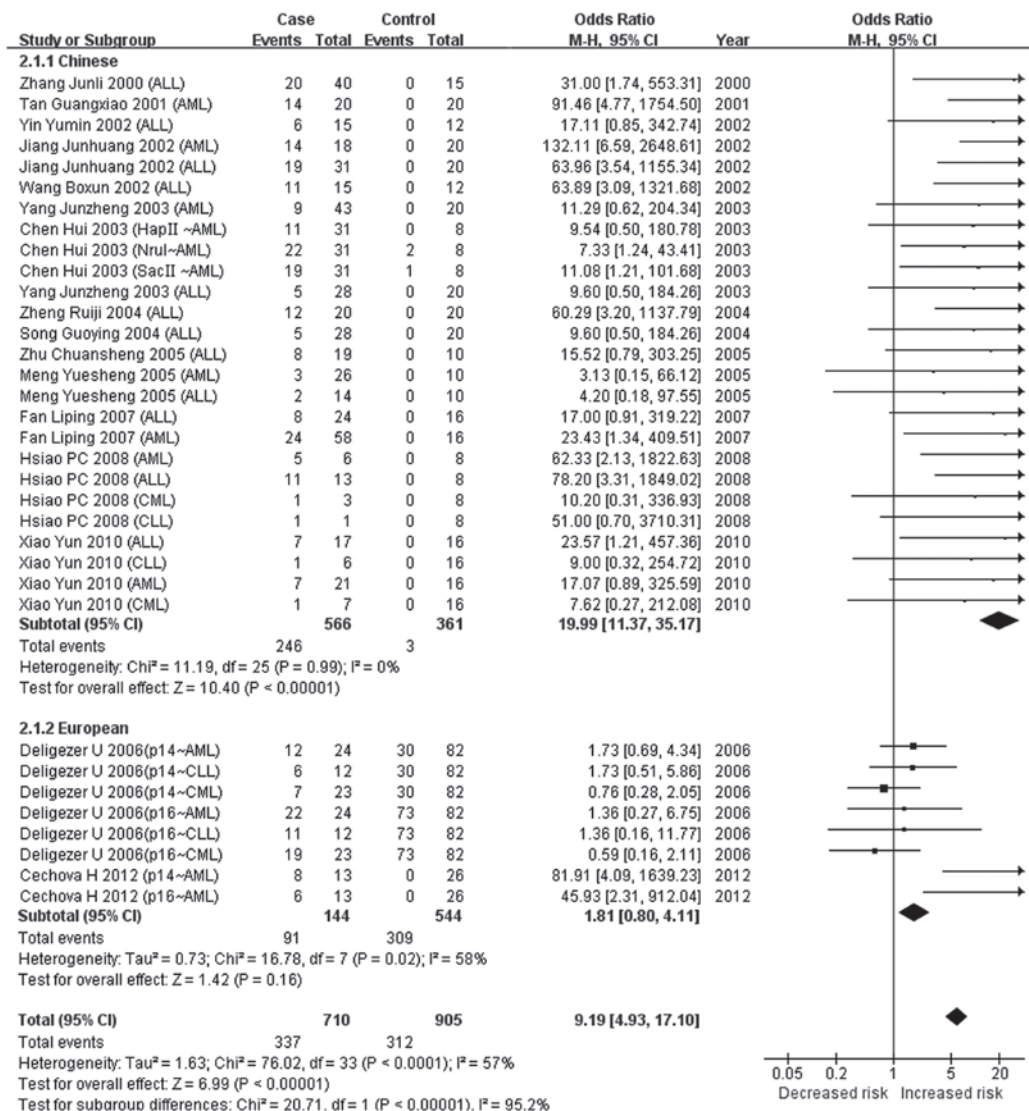 Case Control Odds Ratio Odds Ratio
Study or Subgroup Events Total Events Total M-H, 95% CI Year M-H, 95% CI
2.1.1 Chinese
Zhang Junli 2000 (ALL) 20 40 0 15 31.00 [1.74, 553.31] 2000
Tan Guangxiao 2001 (AML) 14 20 0 20 91.46 [4.77, 1754.50] 2001
Yin Yumin 2002 (ALL) 6 15 0 12 17.11 [0.85, 342.74] 2002
Jiang Junhuang 2002 (AML) 14 18 0 20 132.11 [6.59, 2648.61] 2002
Jiang Junhuang 2002 (ALL) 19 31 0 20 63.96 [3.54, 1155.34] 2002
Wang Boxun 2002 (ALL) 11 15 0 12 63.89 [3.09, 1321.68] 2002
Yang Junzheng 2003 (AML) 9 43 0 20 11.29 [0.62, 204.34] 2003
Chen Hui 2003 (HapII ~AML) 11 31 0 8 9.54 [0.50, 180.78] 2003
Chen Hui 2003 (NruI~AML) 22 31 2 8 7.33 [1.24, 43.41] 2003
Chen Hui 2003 (SacII ~AML) 19 31 1 8 11.08 [1.21, 101.68] 2003
Yang Junzheng 2003 (ALL) 5 28 0 20 9.60 [0.50, 184.26] 2003
Zheng Ruiji 2004 (ALL) 12 20 0 20 60.29 [3.20, 1137.79] 2004
Song Guoying 2004 (ALL) 5 28 0 20 9.60 [0.50, 184.26] 2004
Zhu Chuansheng 2005 (ALL) 8 19 0 10 15.52 [0.79, 303.25] 2005
Meng Yuesheng 2005 (AML) 3 26 0 10 3.13 [0.15, 66.12] 2005
Meng Yuesheng 2005 (ALL) 2 14 0 10 4.20 [0.18, 97.55] 2005
Fan Liping 2007 (ALL) 8 24 0 16 17.00 [0.91, 319.22] 2007
Fan Liping 2007 (AML) 24 58 0 16 23.43 [1.34, 409.51] 2007
Hsiao PC 2008 (AML) 5 6 0 8 62.33 [2.13, 1822.63] 2008
Hsiao PC 2008 (ALL) 11 13 0 8 78.20 [3.31, 1849.02] 2008
Hsiao PC 2008 (CML) 1 3 0 8 10.20 [0.31, 336.93] 2008
Hsiao PC 2008 (CLL) 1 1 0 8 51.00 [0.70, 3710.31] 2008
Xiao Yun 2010 (ALL) 7 17 0 16 23.57 [1.21, 457.36] 2010
Xiao Yun 2010 (CLL) 1 6 0 16 9.00 [0.32, 254.72] 2010
Xiao Yun 2010 (AML) 7 21 0 16 17.07 [0.89, 325.59] 2010
Xiao Yun 2010 (CML) 1 7 0 16 7.62 [0.27, 212.08] 2010
Subtotal (95% CI) 566 361 19.99 [11.37, 35.17]
Total events 246 3
Heterogeneity: Chi² = 11.19, df = 25 (P = 0.99); I² = 0%
Test for overall effect: Z = 10.40 (P < 0.00001)
2.1.2 European
Deligezer U 2006(p14~AML) 12 24 30 82 1.73 [0.69, 4.34] 2006
Deligezer U 2006(p14~CLL) 6 12 30 82 1.73 [0.51, 5.86] 2006
Deligezer U 2006(p14~CML) 7 23 30 82 0.76 [0.28, 2.05] 2006
Deligezer U 2006(p16~AML) 22 24 73 82 1.36 [0.27, 6.75] 2006
Deligezer U 2006(p16~CLL) 11 12 73 82 1.36 [0.16, 11.77] 2006
Deligezer U 2006(p16~CML) 19 23 73 82 0.59 [0.16, 2.11] 2006
Cechova H 2012 (p14~AML) 8 13 0 26 81.91 [4.09, 1639.23] 2012
Cechova H 2012 (p16~AML) 6 13 0 26 45.93 [2.31, 912.04] 2012
Subtotal (95% CI) 144 544 1.81 [0.80, 4.11]
Total events 91 309
Heterogeneity: Tau² = 0.73; Chi² = 16.78, df = 7 (P = 0.02); I² = 58%
Test for overall effect: Z = 1.42 (P = 0.16)
Total (95% CI) 710 905 9.19 [4.93, 17.10]
Total events 337 312
Heterogeneity: Tau² = 1.63; Chi² = 76.02, df = 33 (P < 0.0001); I² = 57%
Test for overall effect: Z = 6.99 (P < 0.00001)
Test for subgroup differences: Chi² = 20.71, df = 1 (P < 0.00001), I² = 95.2%
0.05 0.2 1 5 20
Decreased risk Increased risk